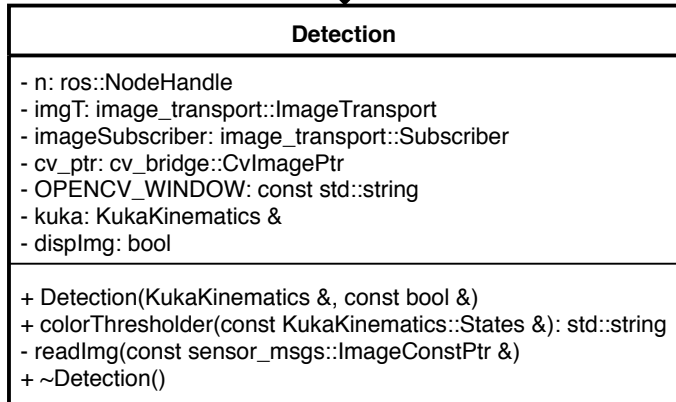 Detection
- n: ros::NodeHandle
- imgT: image_transport::ImageTransport
- imageSubscriber: image_transport::Subscriber
- cv_ptr: cv_bridge::CvImagePtr
- OPENCV_WINDOW: const std::string
- kuka: KukaKinematics &
- dispImg: bool
+ Detection(KukaKinematics &, const bool &)
+ colorThresholder(const KukaKinematics::States &): std::string
- readImg(const sensor_msgs::ImageConstPtr &)
+ ~Detection()